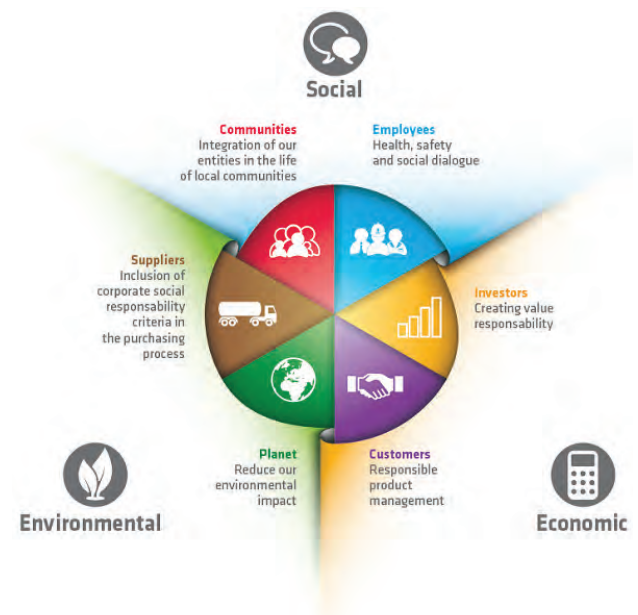 Social
Communities
Integration of our
entities in the life
of local communities
Employees
Health, safety
and social dialogue
Suppliers
Inclusion of
corporate social
responsability
criteria in
the purchasing
process
Investors
Creating value
responsability
Planet
Reduce our
environmental
impact
Customers
Responsible
product
management
Environmental
Economic